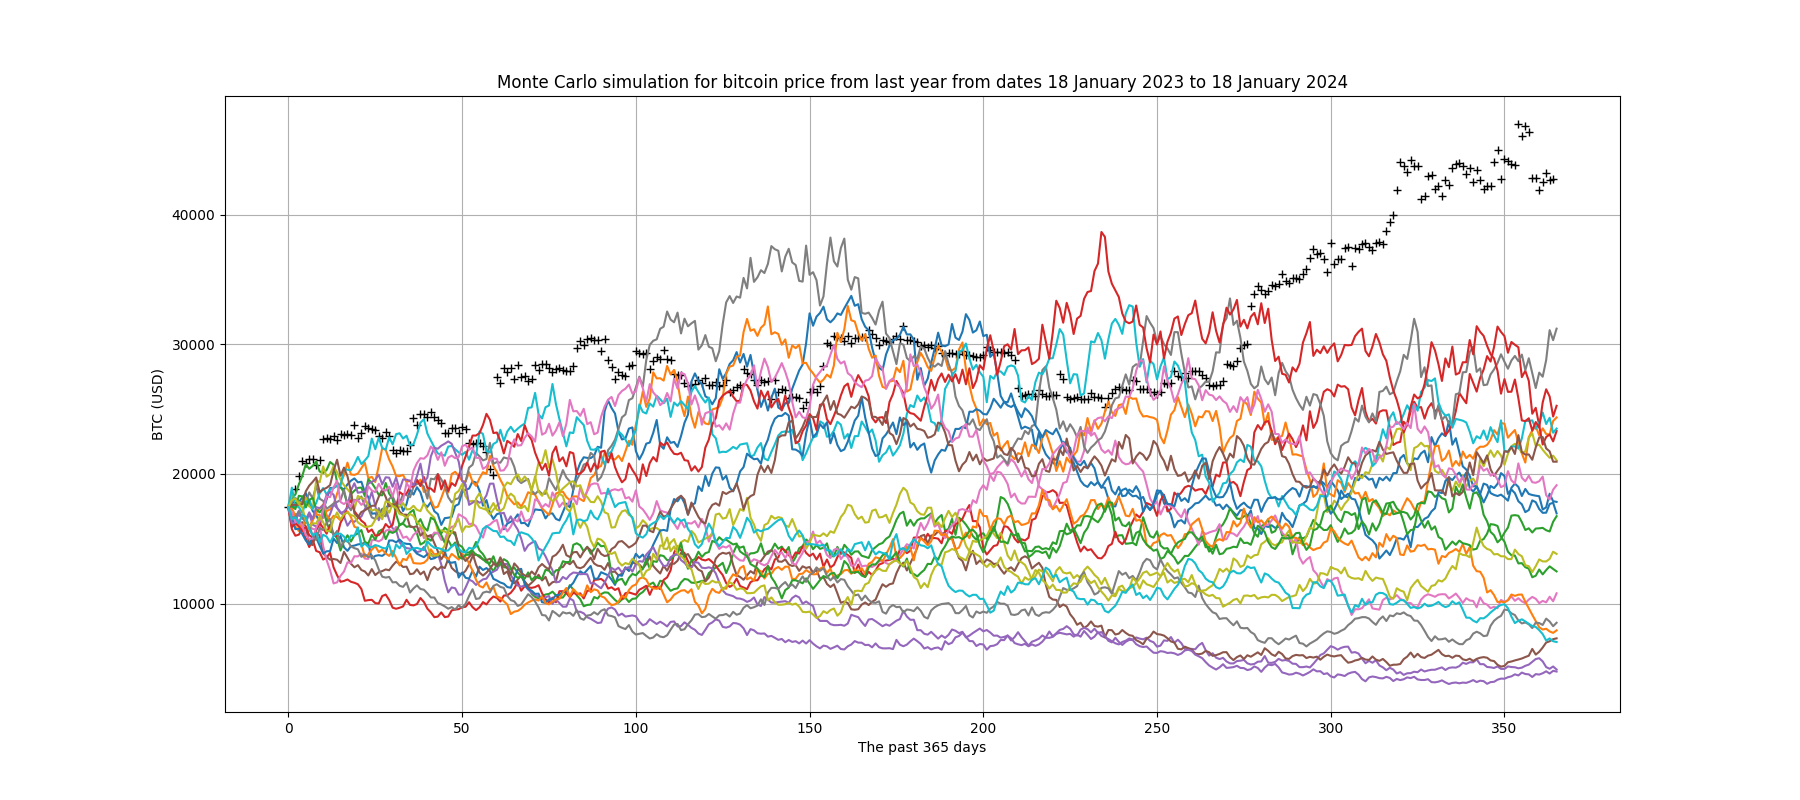 Monte Carlo simulation for bitcoin price from last year from dates 18 January 2023 to 18 January 2024
BTC (USD)
40000
30000
20000
10000
0 50 100 150 200 250 300 350
The past 365 days